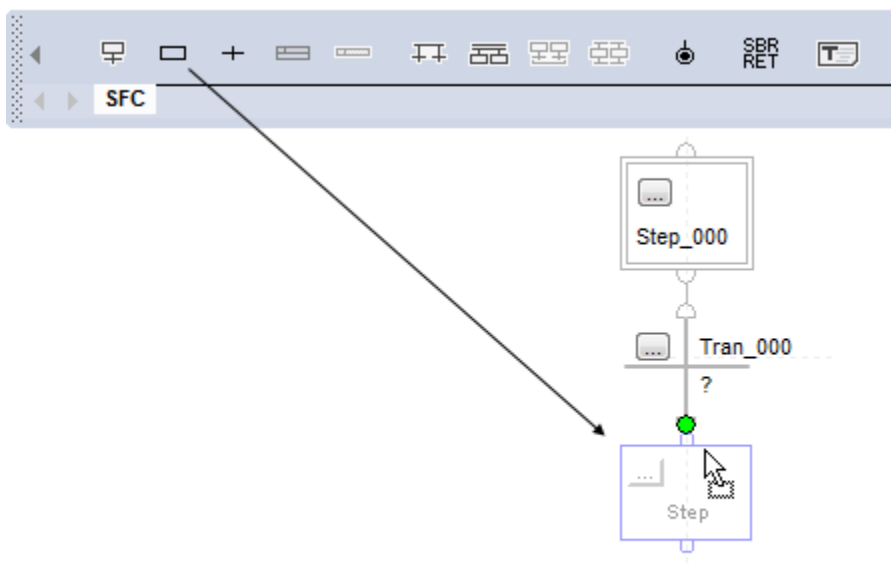 SBR
RET
T
SFC
...
Step_000
... Tran_000
?
...
Step